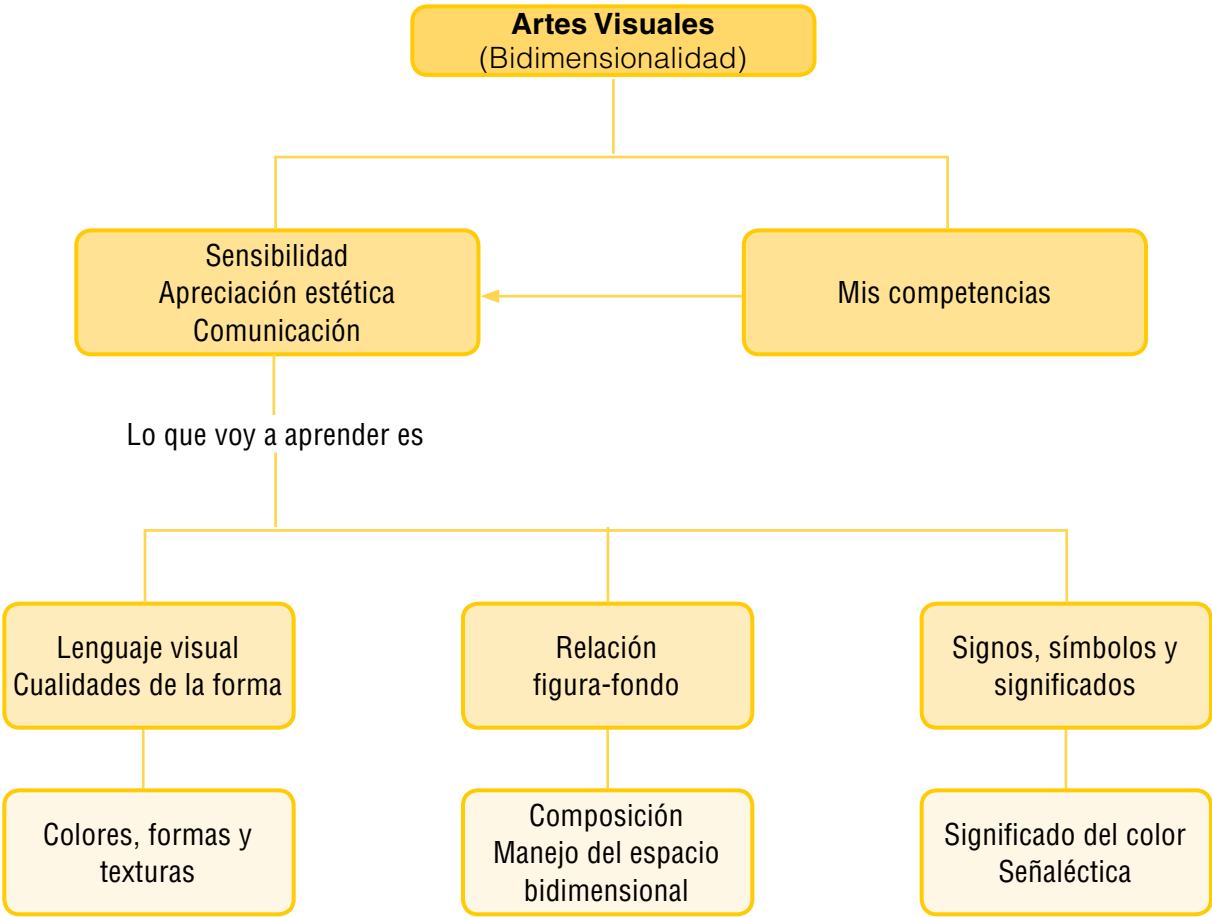 Artes Visuales
(Bidimensionalidad)
Sensibilidad
Apreciación estética
Comunicación
Mis competencias
Lo que voy a aprender es
Lenguaje visual
Cualidades de la forma
Relación
figura-fondo
Signos, símbolos y
significados
Colores, formas y
texturas
Composición
Manejo del espacio
bidimensional
Significado del color
Señaléctica